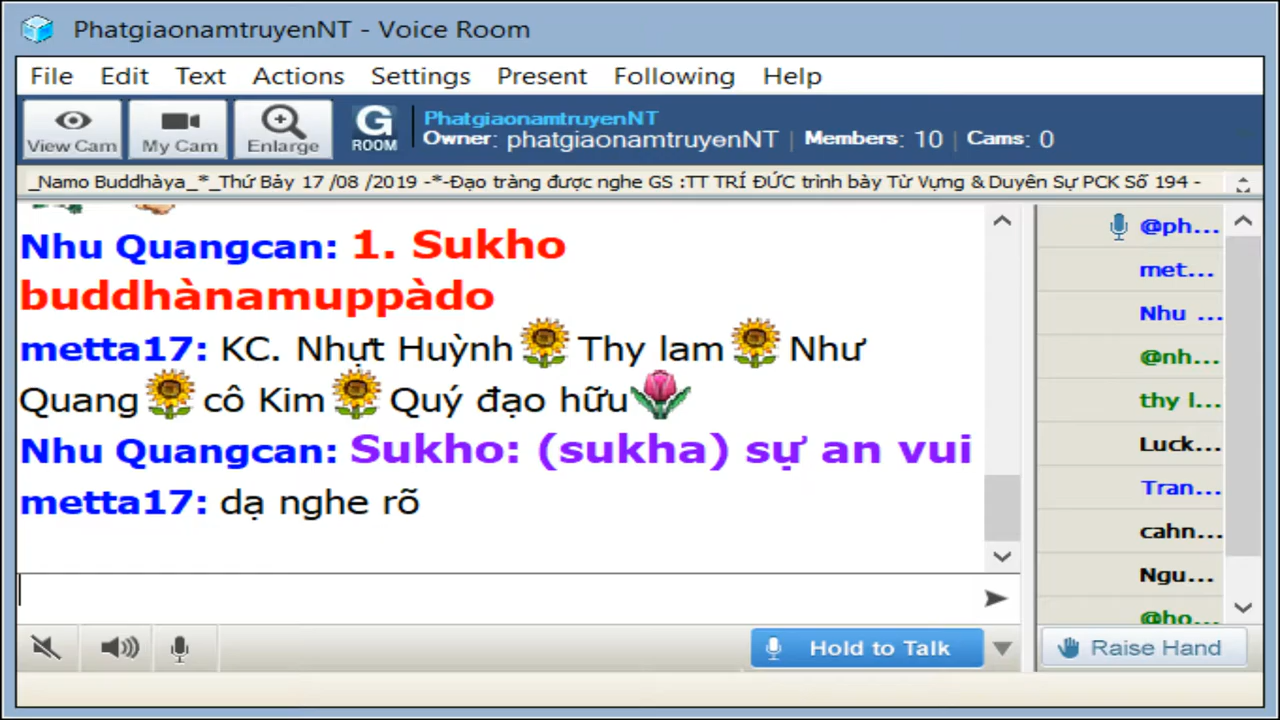 PhatgiaonamtruyenNT - Voice Room
File Edit Text Actions Settings Present Following Help
View Cam My Cam Enlarge G ROOM
PhatgiaonamtruyenNT
Owner: phatgiaonamtruyenNT | Members: 10 | Cams: 0
_Namo Buddhàya_*_Thứ Bảy 17 /08 /2019 -*-Đạo tràng được nghe GS :TT TRÍ ĐỨC trình bày Từ Vựng & Duyên Sự PCK Số 194 -
Nhu Quangcan: 1. Sukho
buddhànamuppàdo
metta17: KC. Nhựt Huỳnh Thy lam Như
Quang cô Kim Quý đạo hữu
Nhu Quangcan: Sukho: (sukha) sự an vui
metta17: dạ nghe rõ
@ph...
met...
Nhu ...
@nh...
thy l...
Luck...
Tran...
cahn...
Ngu...
@ho...
Hold to Talk
Raise Hand